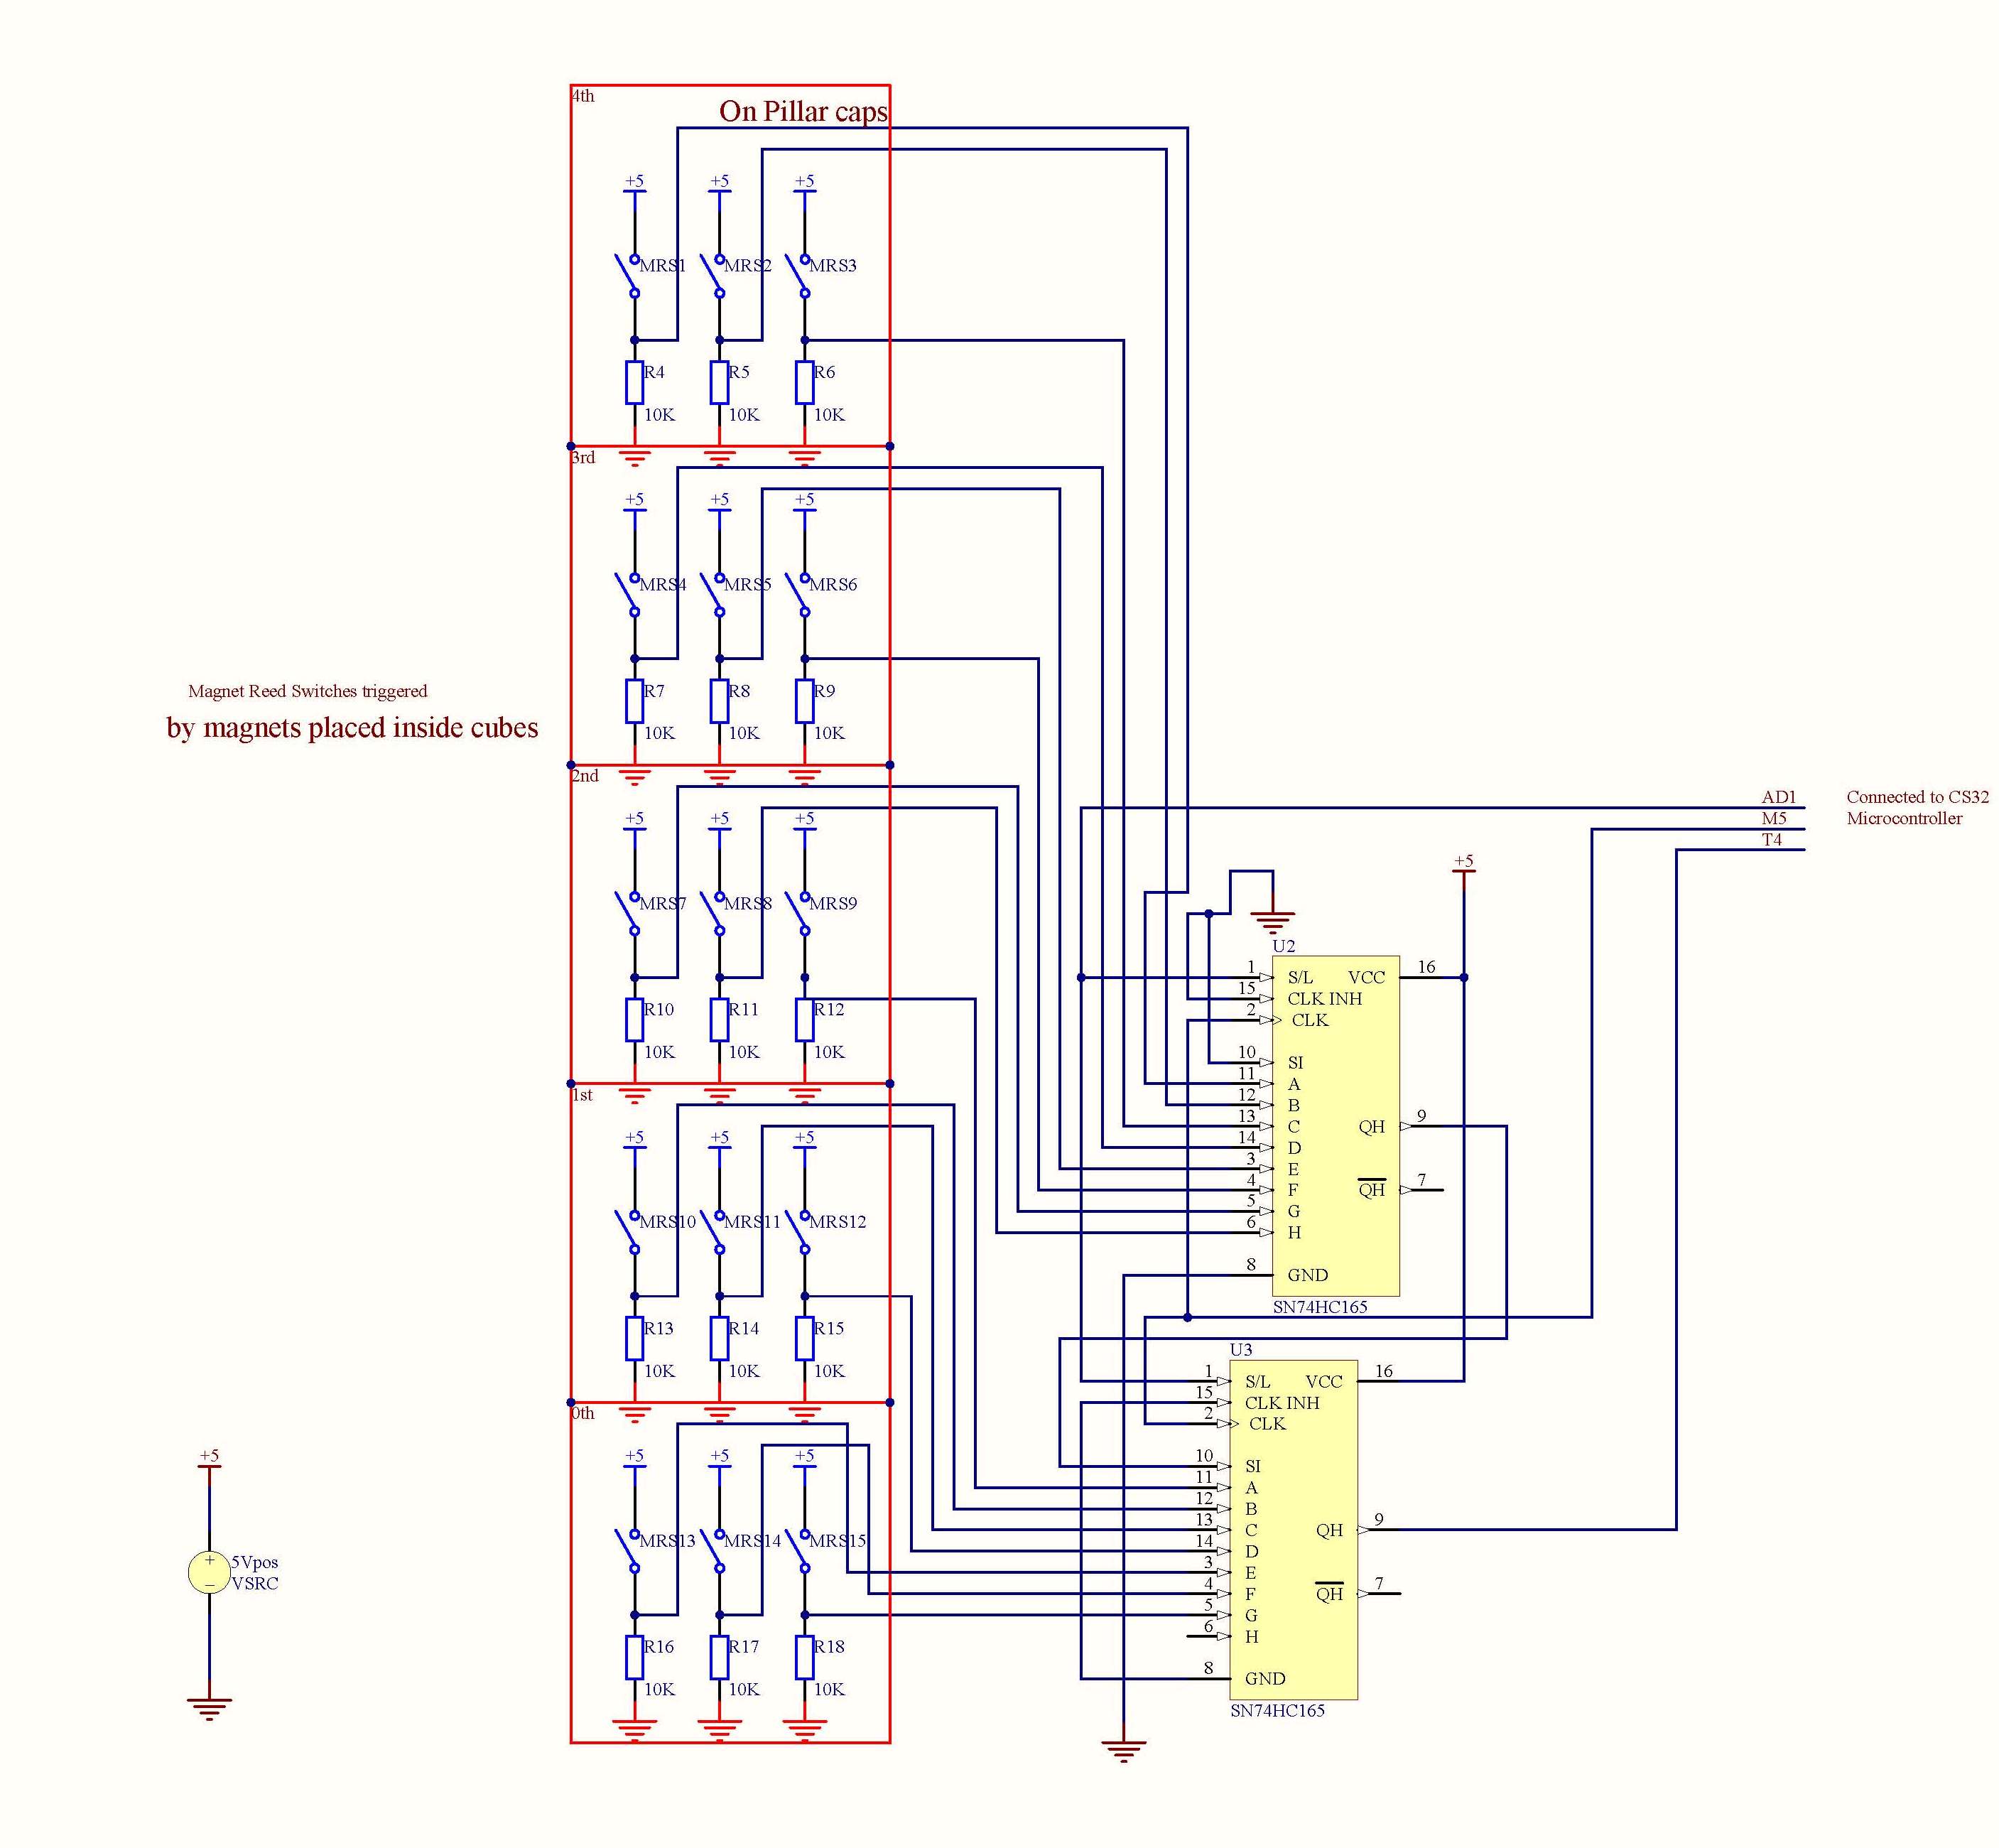 4th
On Pillar caps
+5 +5 +5
MRS1 MRS2 MRS3
R4 R5 R6
10K 10K 10K
3rd
+5 +5 +5
MRS4 MRS5 MRS6
R7 R8 R9
10K 10K 10K
Magnet Reed Switches triggered
by magnets placed inside cubes
2nd
+5 +5 +5
MRS7 MRS8 MRS9
R10 R11 R12
10K 10K 10K
1st
+5 +5 +5
MRS10 MRS11 MRS12
R13 R14 R15
10K 10K 10K
0th
+5 +5 +5
MRS13 MRS14 MRS15
R16 R17 R18
10K 10K 10K
+5
+
5Vpos
VSRC
AD1
M5
T4
Connected to CS32
Microcontroller
+5
U2
1 S/L VCC 16
15 CLK INH
2 CLK
10 SI
11 A
12 B
13 C QH 9
14 D
3 E
4 F QH 7
5 G
6 H
8 GND
SN74HC165
U3
1 S/L VCC 16
15 CLK INH
2 CLK
10 SI
11 A
12 B
13 C QH 9
14 D
3 E
4 F QH 7
5 G
6 H
8 GND
SN74HC165